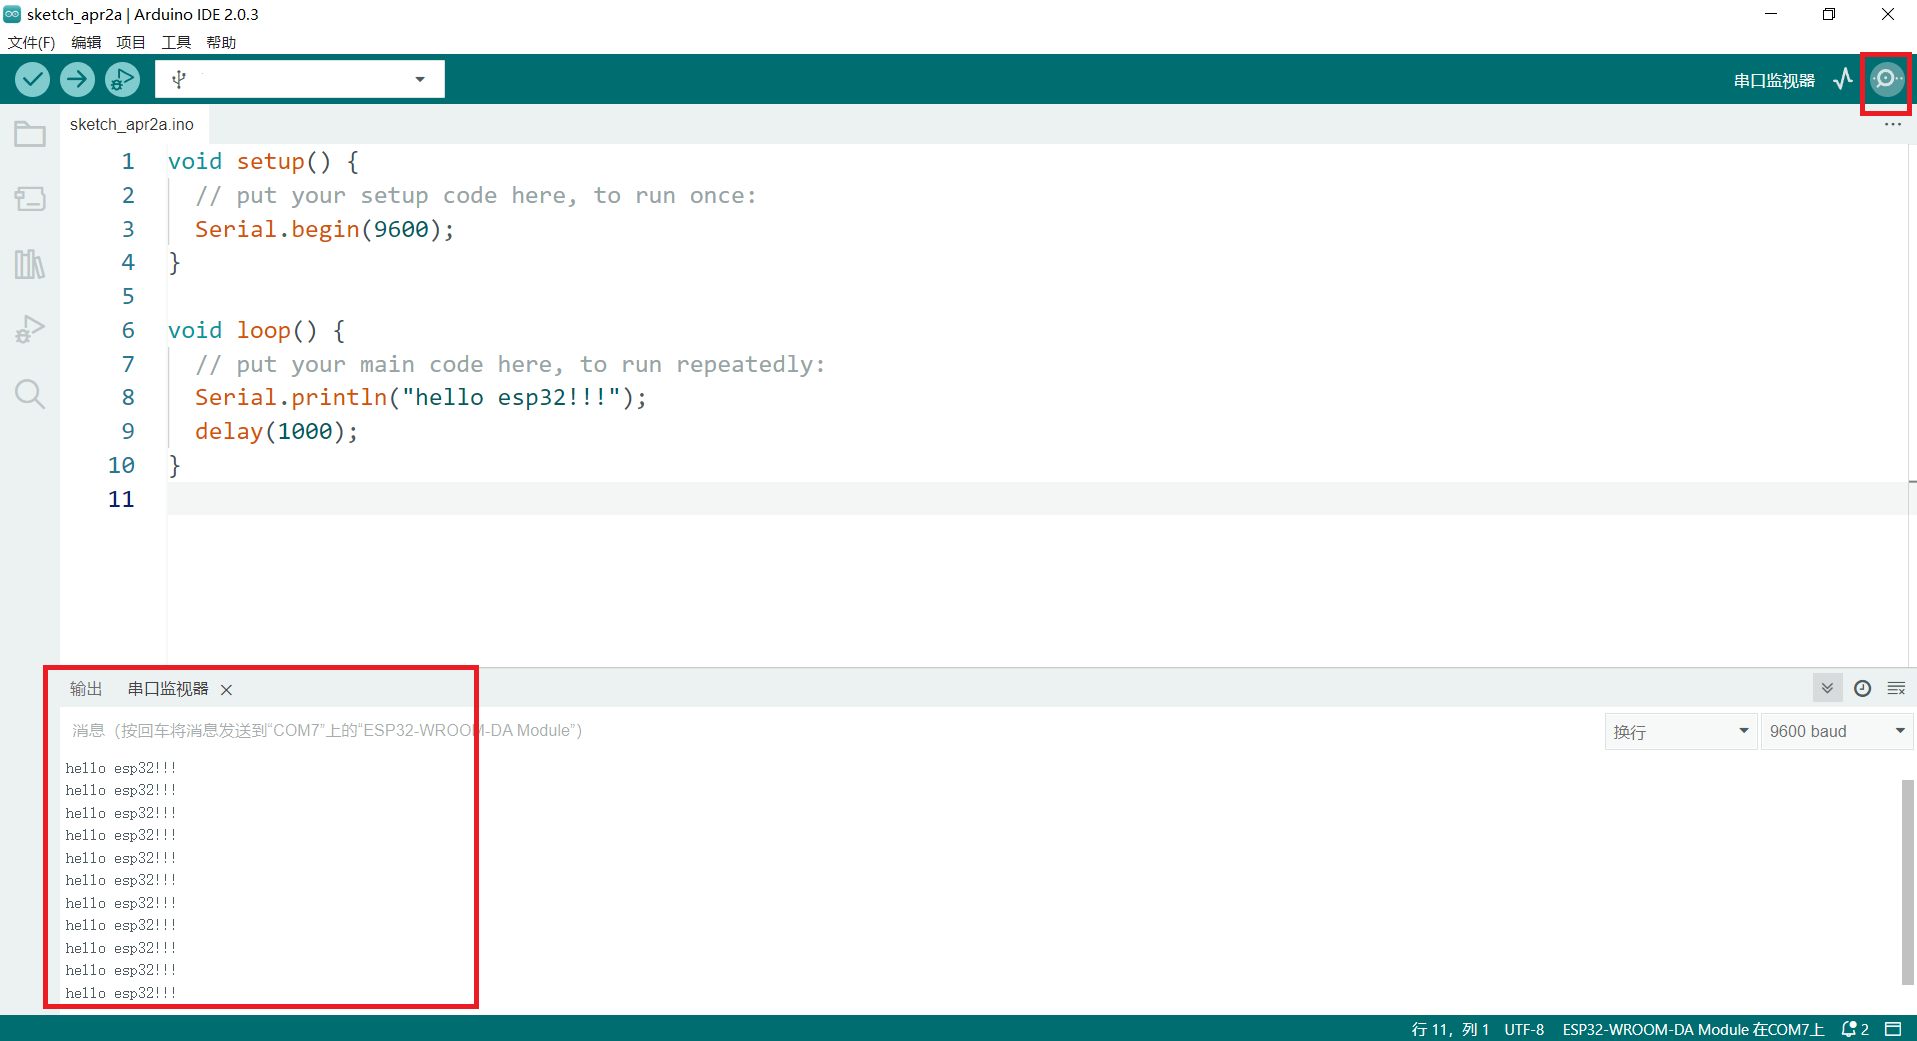 sketch_apr2a | Arduino IDE 2.0.3
文件(F) 编辑 项目 工具 帮助
串口监视器
sketch_apr2a.ino
1 void setup() {
2 // put your setup code here, to run once:
3 Serial.begin(9600);
4 }
5
6 void loop() {
7 // put your main code here, to run repeatedly:
8 Serial.println("hello esp32!!!");
9 delay(1000);
10 }
11
输出 串口监视器
消息（按回车将消息发送到“COM7”上的“ESP32-WROOM-DA Module”）
换行 9600 baud
hello esp32!!!
hello esp32!!!
hello esp32!!!
hello esp32!!!
hello esp32!!!
hello esp32!!!
hello esp32!!!
hello esp32!!!
hello esp32!!!
hello esp32!!!
hello esp32!!!
行 11，列 1 UTF-8 ESP32-WROOM-DA Module 在COM7上 2